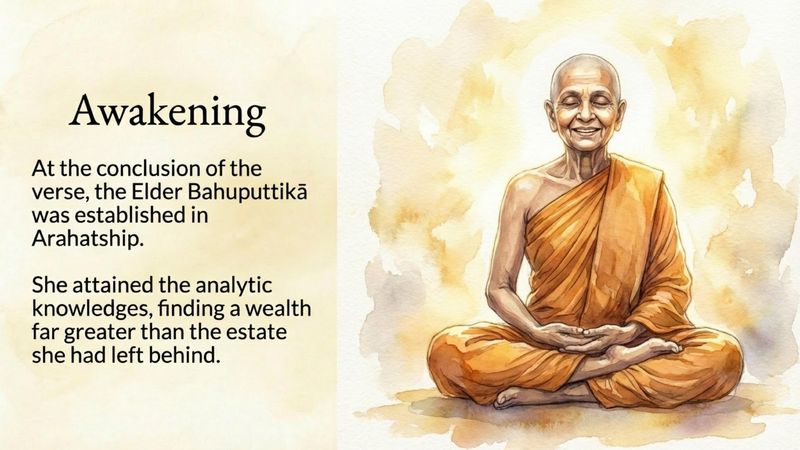 Awakening
At the conclusion of the
verse, the Elder Bahuputtikā
was established in
Arahatship.
She attained the analytic
knowledges, finding a wealth
far greater than the estate
she had left behind.